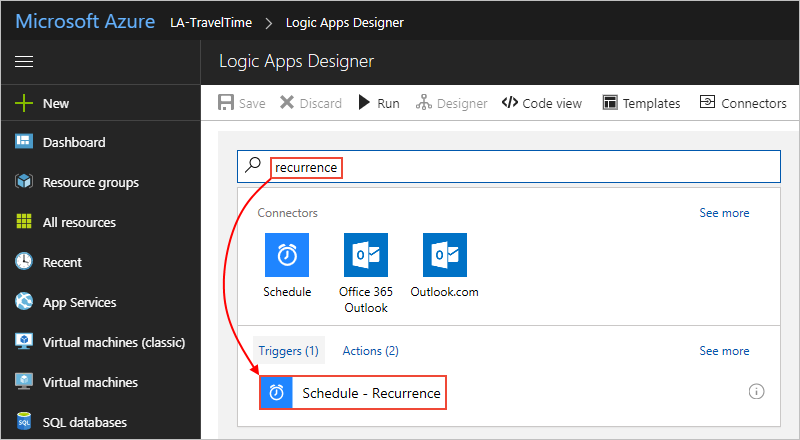 Microsoft Azure LA-TravelTime > Logic Apps Designer
Logic Apps Designer
New
Save Discard Run Designer Code view Templates Connectors
Dashboard
Resource groups
All resources
Recent
App Services
Virtual machines (classic)
Virtual machines
SQL databases
recurrence
Connectors See more
Schedule
Office 365
Outlook
Outlook.com
Triggers (1) Actions (2) See more
Schedule - Recurrence